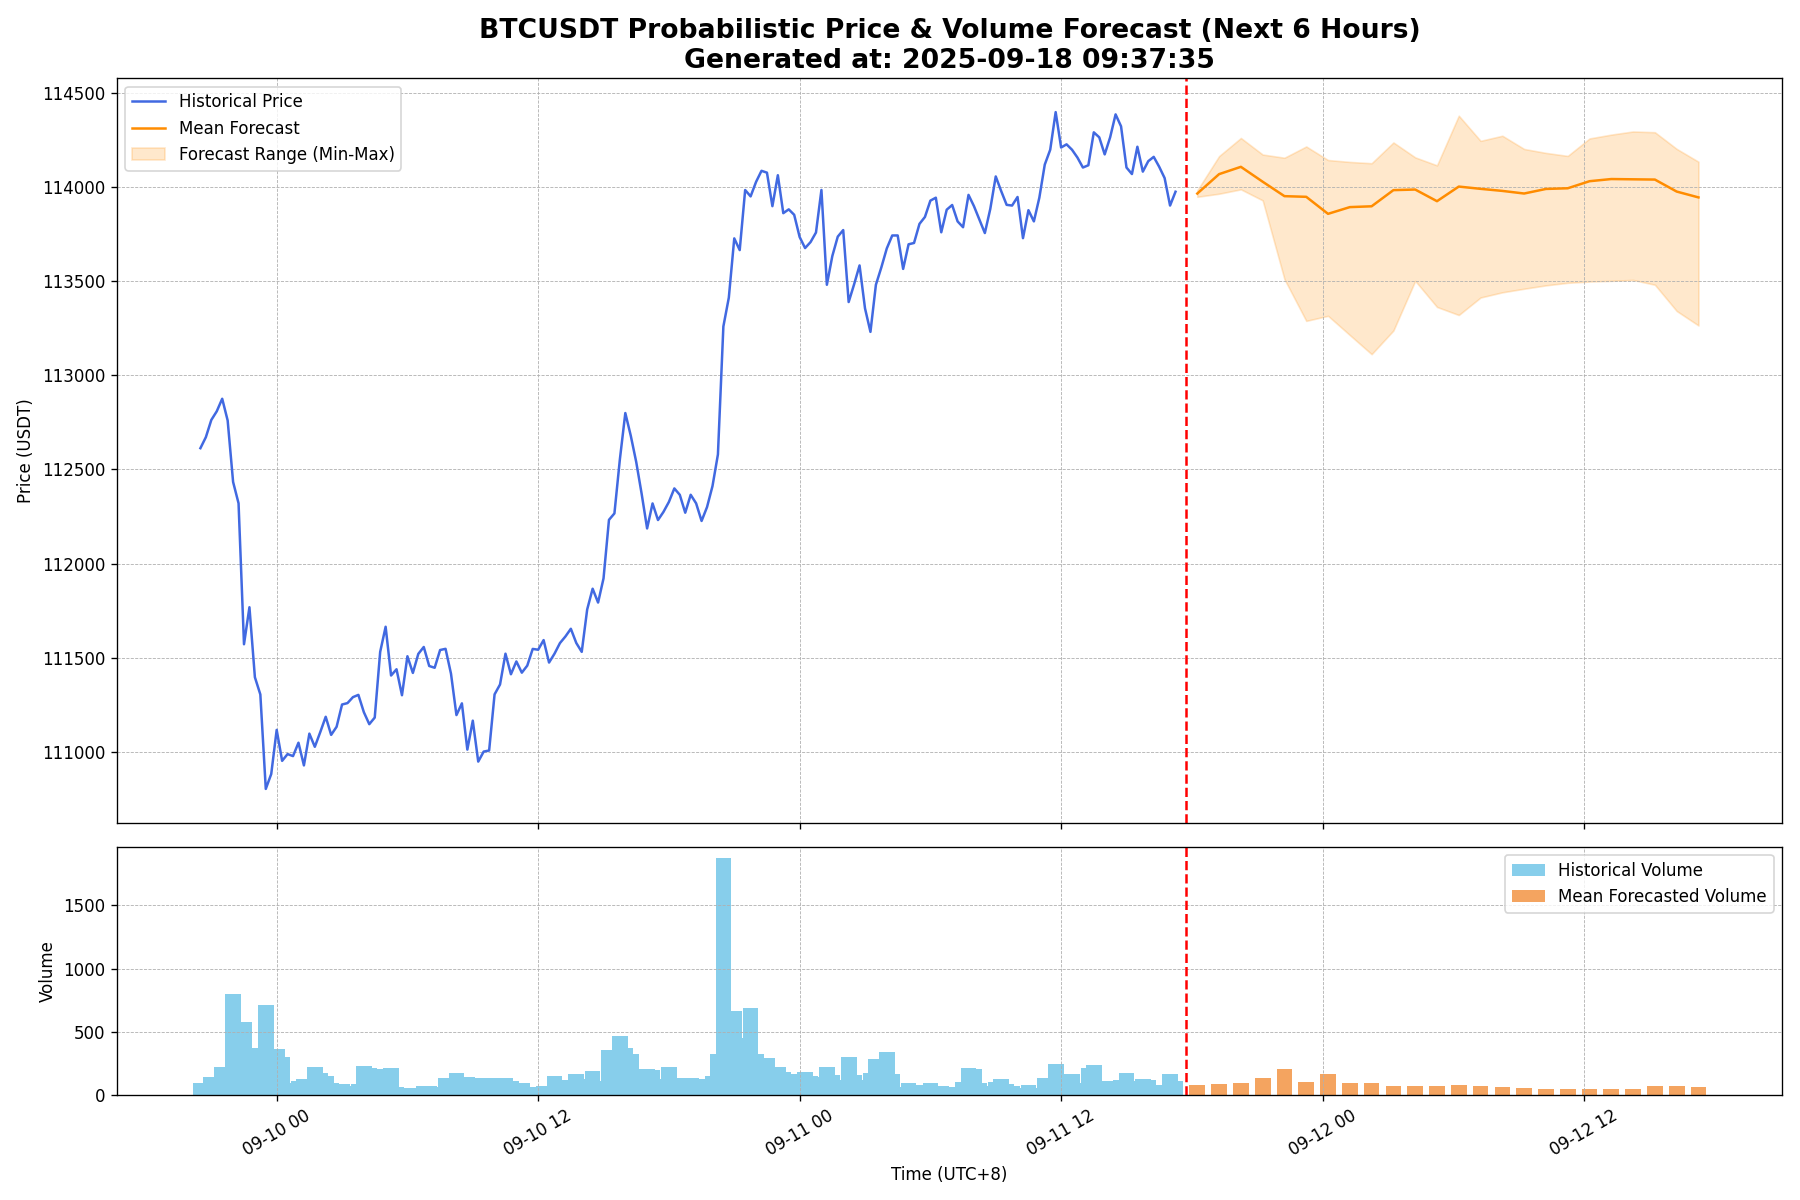 BTCUSDT Probabilistic Price & Volume Forecast (Next 6 Hours)
Generated at: 2025-09-18 09:37:35
Historical Price
Mean Forecast
Forecast Range (Min-Max)
114500
114000
113500
113000
112500
112000
111500
111000
Price (USDT)
Historical Volume
Mean Forecasted Volume
1500
1000
500
0
Volume
09-10 00
09-10 12
09-11 00
09-11 12
09-12 00
09-12 12
Time (UTC+8)